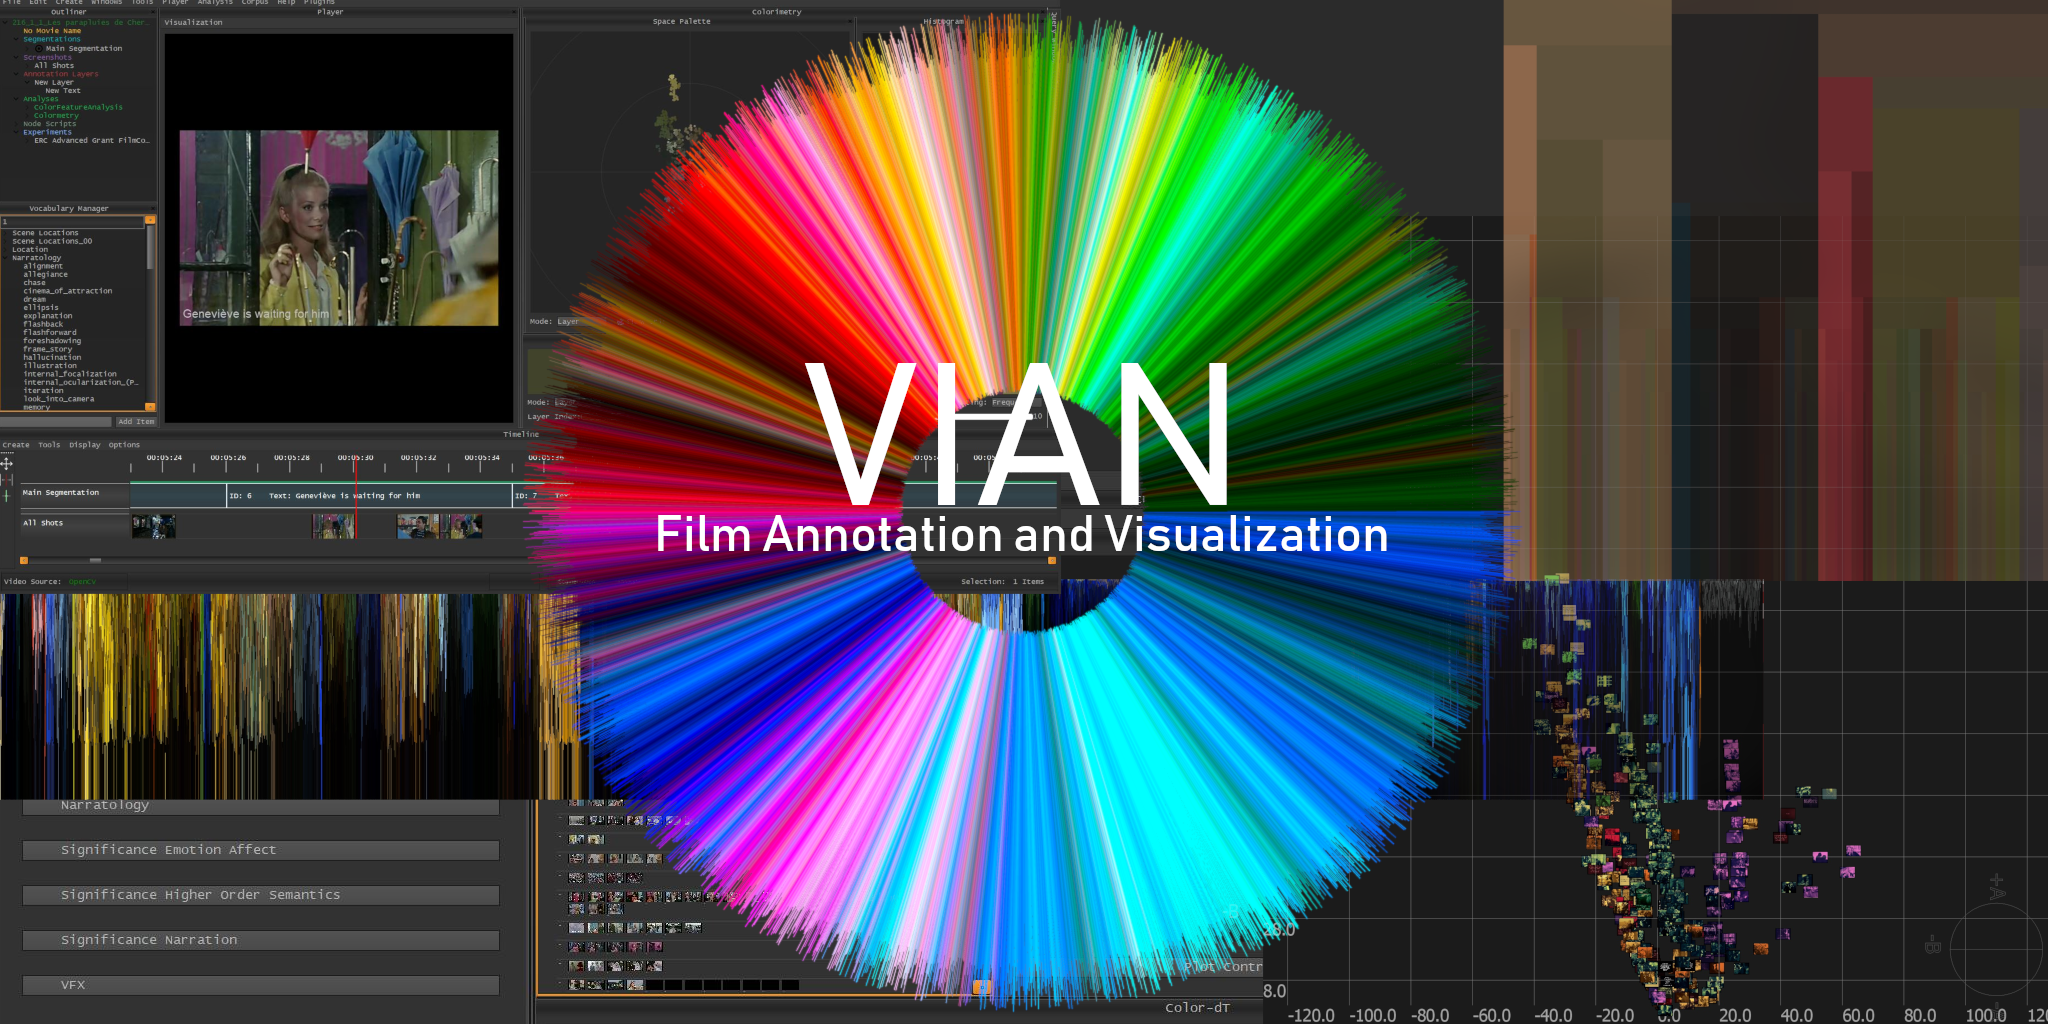 File Edit Create Windows Tools Player Analysis Corpus Help Plugins
Outliner
Player
Colorimetry
216_1_1_Les parapluies de Cher...
No Movie Name
Segmentations
Main Segmentation
Screenshots
All Shots
Annotation Layers
New Layer
New Text
Analyses
ColorFeatureAnalysis
Colormetry
Node Scripts
Experiments
ERC Advanced Grant FilmCo...
Visualization
Space Palette
Histogram
Geneviève is waiting for him
Mode: Layer
Vocabulary Manager
1
Scene Locations
Scene Locations_00
Location
Narratology
alignment
allegiance
chase
cinema_of_attraction
dream
ellipsis
explanation
flashback
flashforward
foreshadowing
frame_story
hallucination
illustration
internal_focalization
internal_ocularization_(P...
iteration
look_into_camera
memory
Add Item
Mode:
Layer
10
VIAN
Film Annotation and Visualization
Timeline
Create Tools Display Options
00:05:24 00:05:26 00:05:28 00:05:30 00:05:32 00:05:34 00:05:36
Main Segmentation
ID: 6 Text: Geneviève is waiting for him
ID: 7
All Shots
Video Source: OpenCV
Selection: 1 Items
Narratology
Significance Emotion Affect
Significance Higher Order Semantics
Significance Narration
VFX
Plot Contr
Color-dT
28.0
8.0
-120.0 -100.0 -80.0 -60.0 -40.0 -20.0 0.0 20.0 40.0 60.0 80.0 100.0
+A
-B